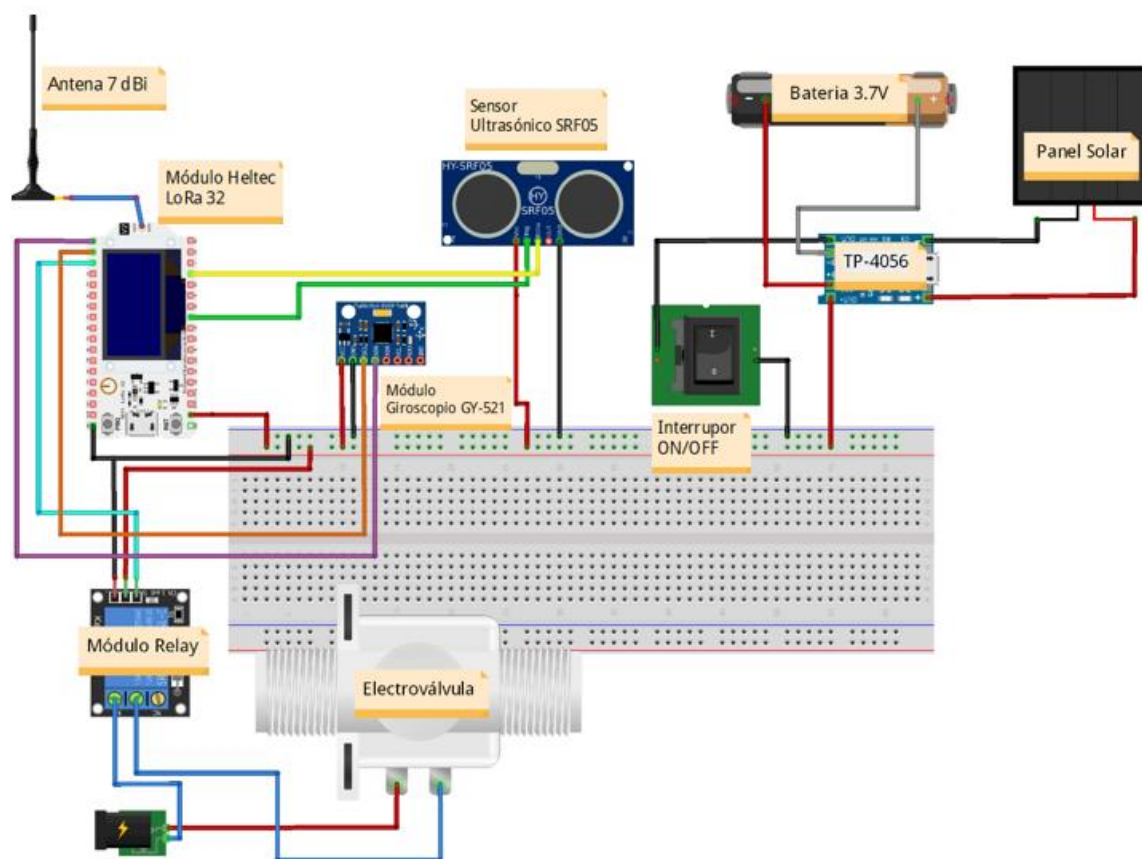 Antena 7 dBi
Sensor
Ultrasónico SRF05
Bateria 3.7V
Panel Solar
Módulo Heltec
LoRa 32
HY-SRF05
HY
SRF05
TP-4056
Módulo
Giroscopio GY-521
Interrupor
ON/OFF
Módulo Relay
Electroválvula